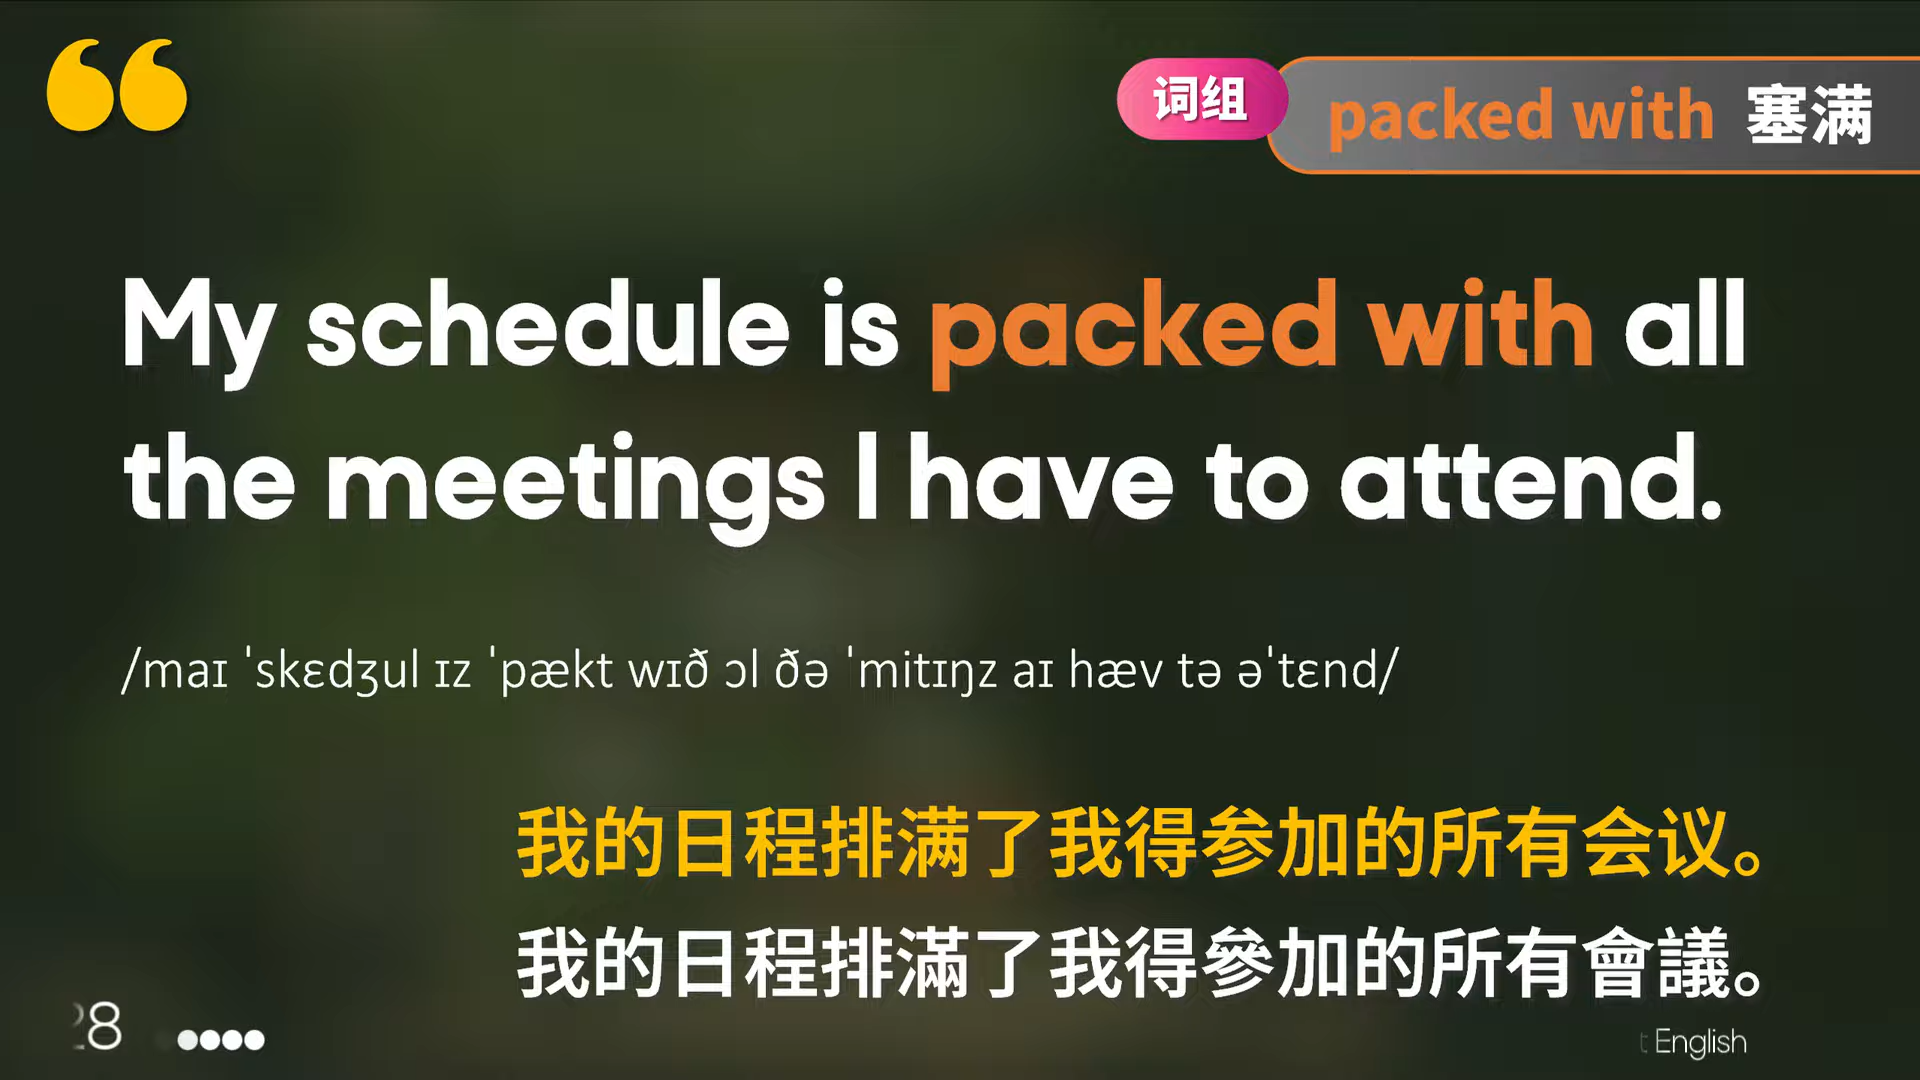 词组
packed with 塞满
My schedule is packed with all
the meetings I have to attend.
/maɪ ˈskɛdʒul ɪz ˈpækt wɪð ɔl ðə ˈmitɪŋz aɪ hæv tə əˈtɛnd/
我的日程排满了我得参加的所有会议。
我的日程排滿了我得參加的所有會議。
28
t English